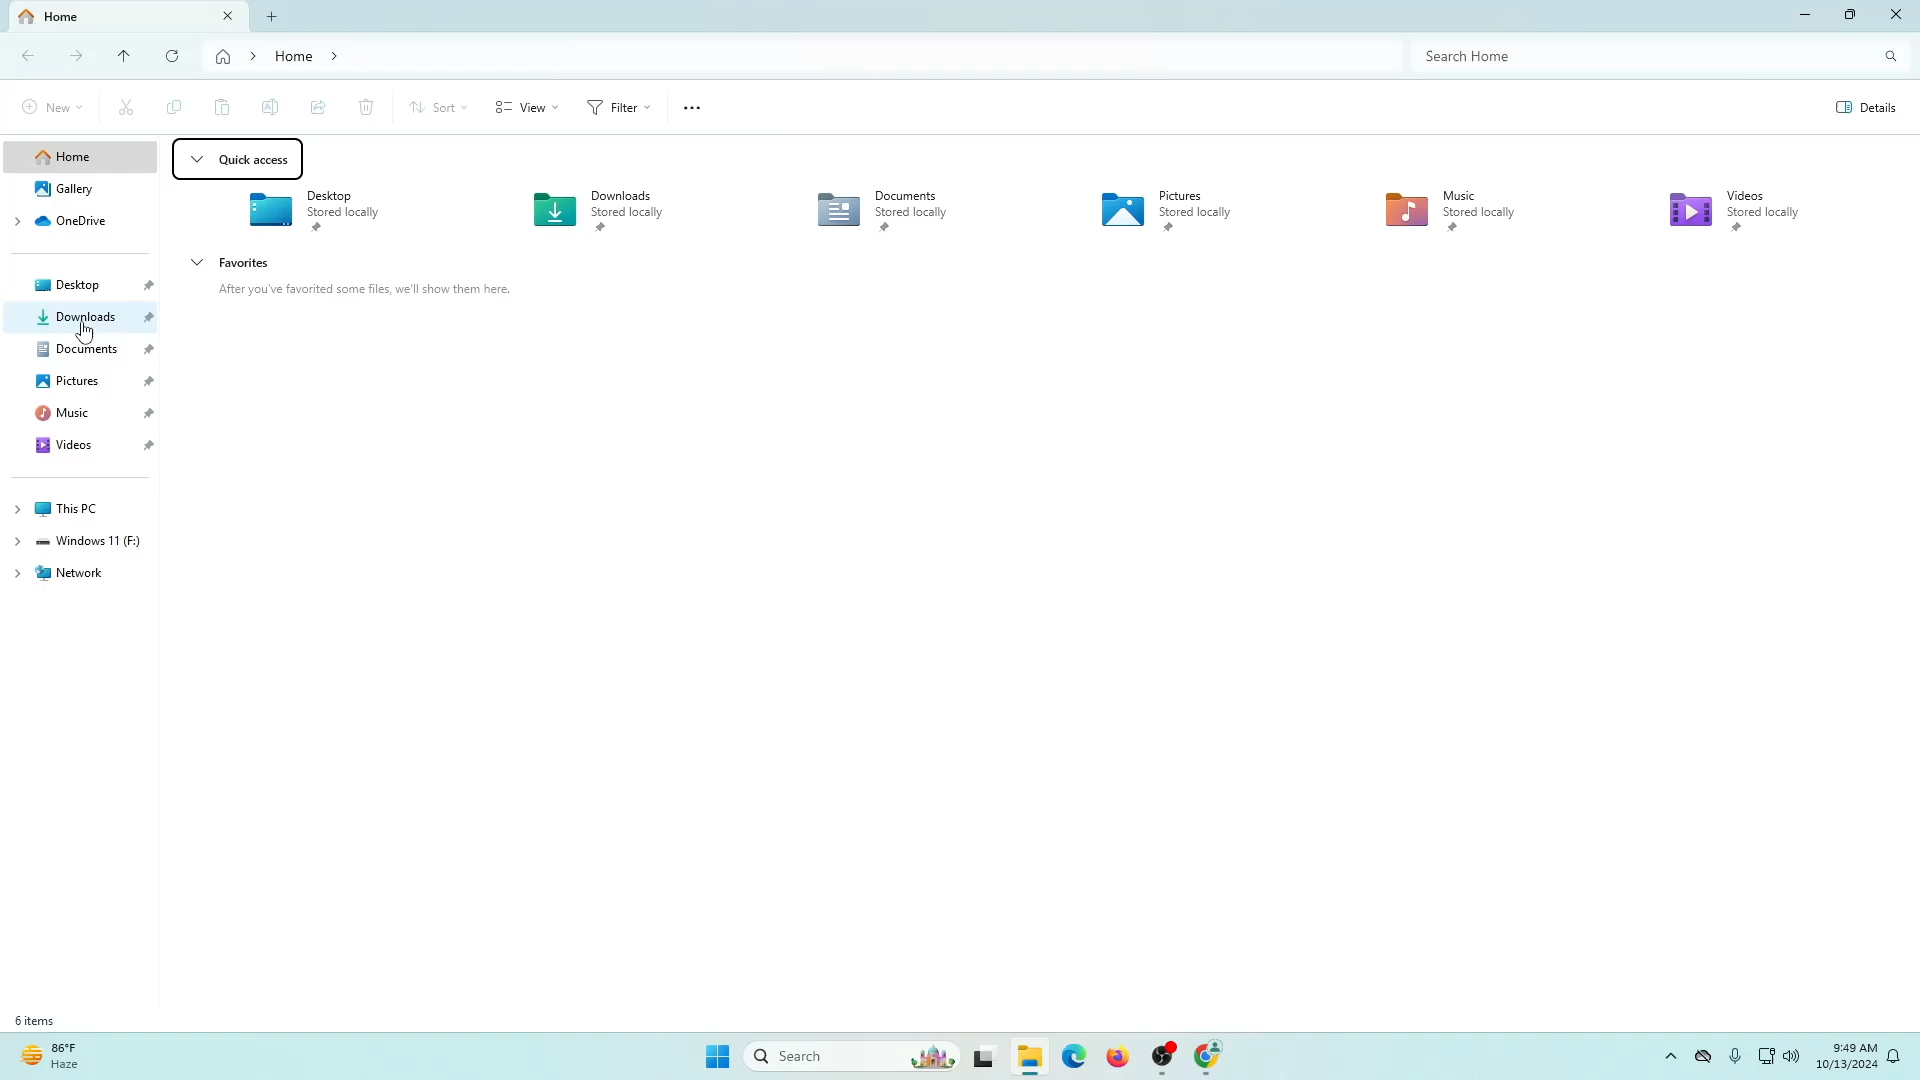 Home
Home
Search Home
New
Sort
View
Filter
Details
Home
Gallery
OneDrive
Desktop
Downloads
Documents
Pictures
Music
Videos
This PC
Windows 11 (F:)
Network
Quick access
Desktop
Stored locally
Downloads
Stored locally
Documents
Stored locally
Pictures
Stored locally
Music
Stored locally
Videos
Stored locally
Favorites
After you've favorited some files, we'll show them here.
6 items
86°F
Haze
Search
9:49 AM
10/13/2024